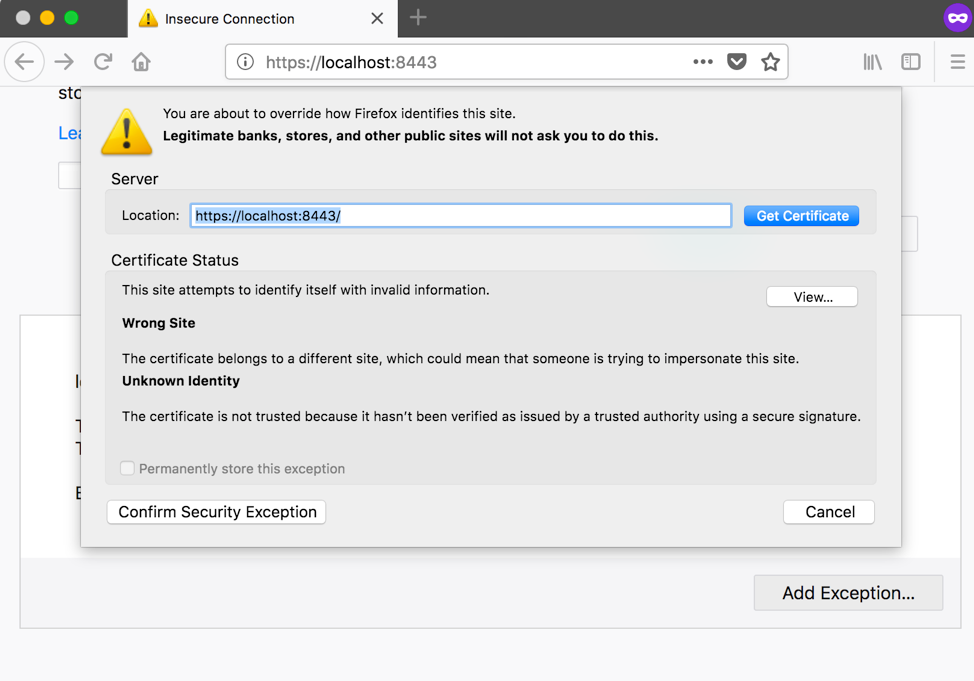 Insecure Connection
https://localhost:8443
You are about to override how Firefox identifies this site.
Legitimate banks, stores, and other public sites will not ask you to do this.
Server
Location: https://localhost:8443/ Get Certificate
Certificate Status
This site attempts to identify itself with invalid information.
View...
Wrong Site
The certificate belongs to a different site, which could mean that someone is trying to impersonate this site.
Unknown Identity
The certificate is not trusted because it hasn't been verified as issued by a trusted authority using a secure signature.
Permanently store this exception
Confirm Security Exception Cancel
Add Exception...